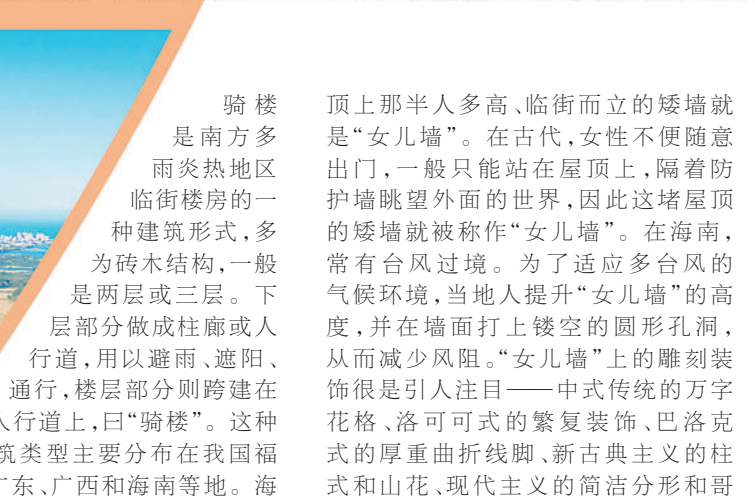 骑楼
是南方多
雨炎热地区
临街楼房的一
种建筑形式，多
为砖木结构，一般
是两层或三层。下
层部分做成柱廊或人
行道，用以避雨、遮阳、
通行，楼层部分则跨建在
人行道上，曰“骑楼”。这种
筑类型主要分布在我国福
广东、广西和海南等地。海
顶上那半人多高、临街而立的矮墙就
是“女儿墙”。在古代，女性不便随意
出门，一般只能站在屋顶上，隔着防
护墙眺望外面的世界，因此这堵屋顶
的矮墙就被称作“女儿墙”。在海南，
常有台风过境。为了适应多台风的
气候环境，当地人提升“女儿墙”的高
度，并在墙面打上镂空的圆形孔洞，
从而减少风阻。“女儿墙”上的雕刻装
饰很是引人注目——中式传统的万字
花格、洛可可式的繁复装饰、巴洛克
式的厚重曲折线脚、新古典主义的柱
式和山花、现代主义的简洁分形和哥